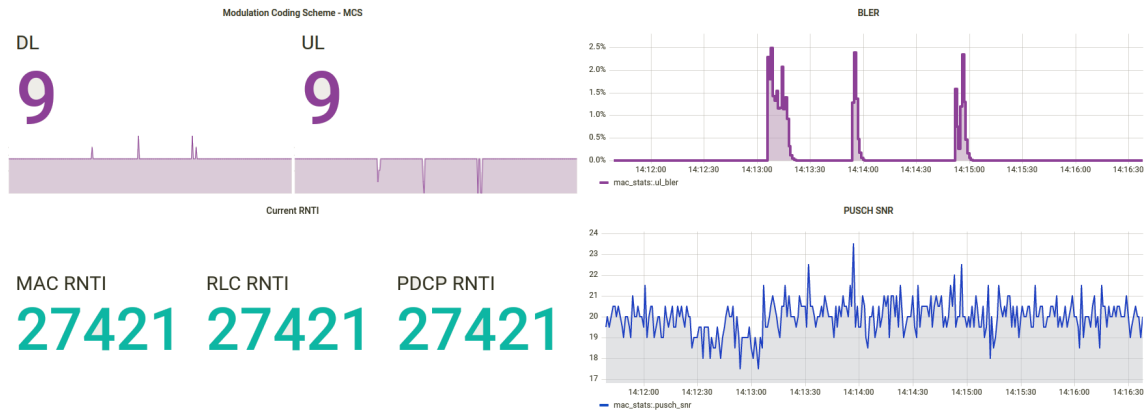 Modulation Coding Scheme - MCS
DL
UL
9
9
Current RNTI
MAC RNTI
RLC RNTI
PDCP RNTI
27421
27421
27421
BLER
2.5%
2.0%
1.5%
1.0%
0.5%
0.0%
14:12:00 14:12:30 14:13:00 14:13:30 14:14:00 14:14:30 14:15:00 14:15:30 14:16:00 14:16:30
mac_stats:.ul_bler
PUSCH SNR
24
23
22
21
20
19
18
17
14:12:00 14:12:30 14:13:00 14:13:30 14:14:00 14:14:30 14:15:00 14:15:30 14:16:00 14:16:30
mac_stats:.pusch_snr